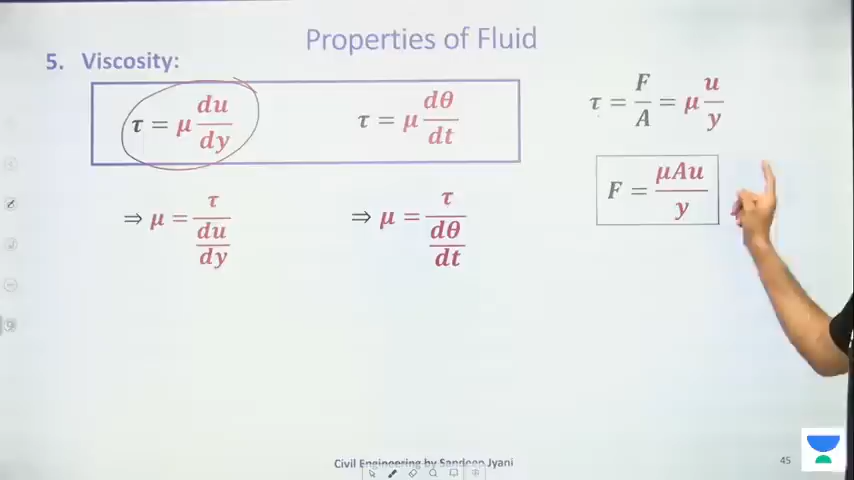 Properties of Fluid
5. Viscosity:
τ = μ du/dy
τ = μ dθ/dt
τ = F/A = μ u/y
F = μAu/y
⇒ μ = τ/(du/dy)
⇒ μ = τ/(dθ/dt)
Civil Engineering by Sandeep Jyani
45